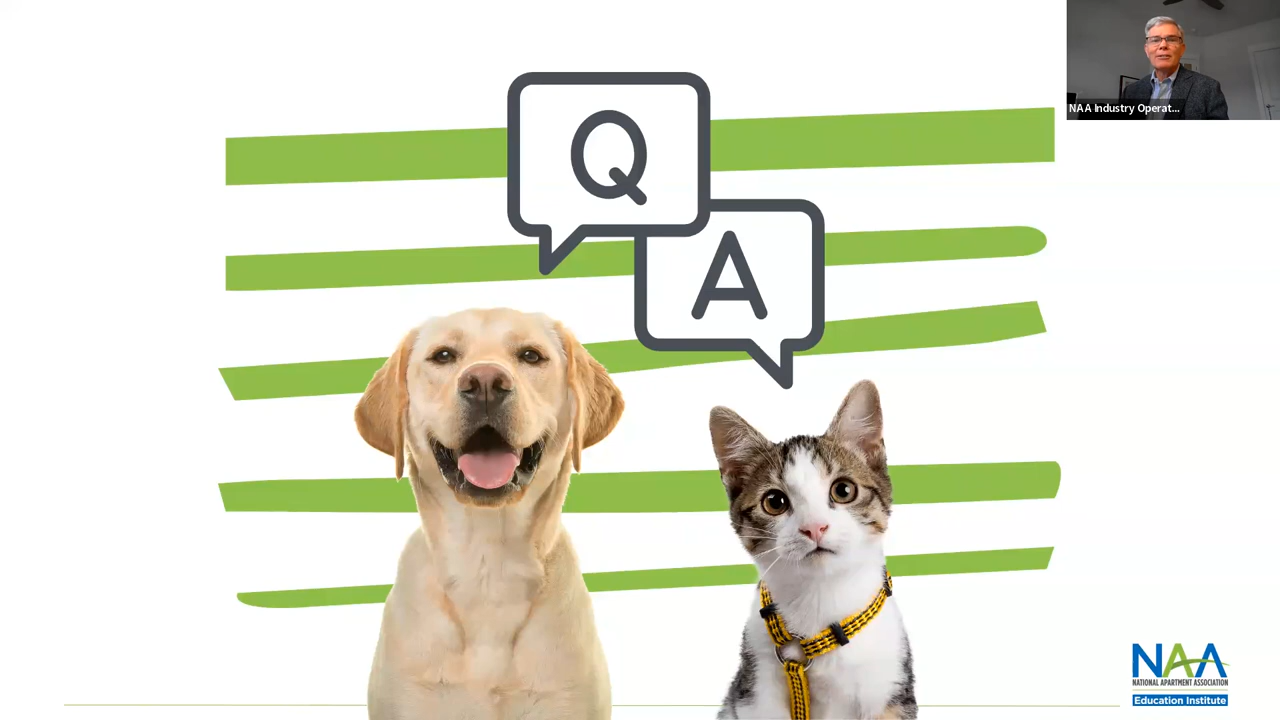 Q
A
NAA Industry Operat...
NAA
NATIONAL APARTMENT ASSOCIATION
Education Institute